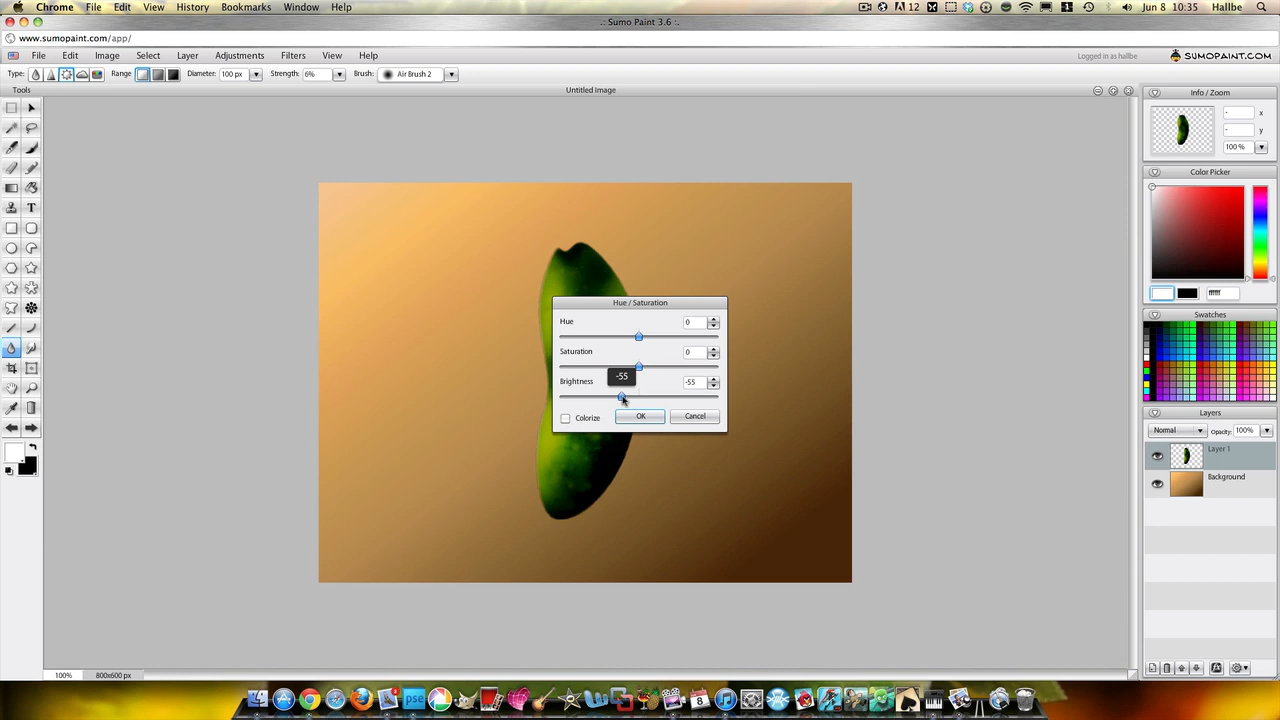 Chrome File Edit View History Bookmarks Window Help 12 1 Jun 8 10:35 Hallbe
.: Sumo Paint 3.6 :.
www.sumopaint.com/app/
File Edit Image Select Layer Adjustments Filters View Help Logged in as hallbe SUMOPAINT.COM
Type: Range Diameter: 100 px Strength: 6% Brush: Air Brush 2
Tools Untitled Image Info / Zoom
- x
- y
100 %
Color Picker
ffffff
Hue / Saturation
Hue 0
Saturation 0
-55
Brightness -55
Colorize OK Cancel
Swatches
Layers
Normal Opacity: 100%
Layer 1
Background
T
100% 800x600 px
pse
8